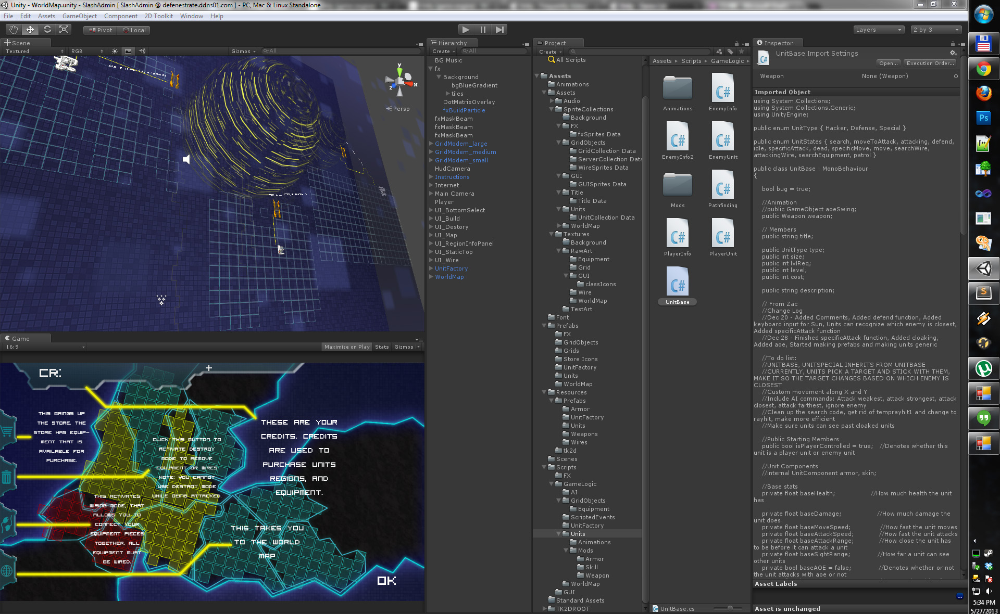 Unity - WorldMap.unity - SlashAdmin [ SlashAdmin @ defenestrate.ddns01.com ] - PC, Mac & Linux Standalone
File Edit Assets GameObject Component 2D Toolkit Window Help
Pivot Local
Layers
2 by 3
Scene
Textured RGB Gizmos All
y
x
z
Persp
Game
16:9
Maximize on Play Stats Gizmos
CR:
THIS BRINGS UP
THE STORE. THE
STORE HAS EQUIP-
MENT THAT IS
AVAILABLE FOR
PURCHASE.
CLICK THIS BUTTON TO
ACTIVATE DESTROY
MODE TO REMOVE
EQUIPMENT OR WIRES
NOTE: YOU CANNOT
USE DESTROY MODE
WHILE BEING ATTACKED.
THESE ARE YOUR
CREDITS. CREDITS
ARE USED TO
PURCHASE UNITS
REGIONS, AND
EQUIPMENT.
THIS ACTIVATES
WIRING MODE, THAT
ALLOWS YOU TO
CONNECT YOUR
EQUIPMENT PIECES
TOGETHER. ALL
EQUIPMENT MUST
BE WIRED.
THIS TAKES YOU
TO THE WORLD
MAP
OK
Hierarchy
Create All
BG Music
fx
Background
bgBlueGradient
tiles
DotMatrixOverlay
fxBuildParticle
fxMaskBeam
fxMaskBeam
fxMaskBeam
GridModem_large
GridModem_medium
GridModem_small
HudCamera
Instructions
Internet
Main Camera
Player
UI_BottomSelect
UI_Build
UI_Destory
UI_Map
UI_RegionInfoPanel
UI_StaticTop
UI_Wire
UnitFactory
WorldMap
Project
Create
All Scripts
Assets
Animations
Assets
Audio
SpriteCollections
Background
FX
fxSprites Data
GridObjects
GridCollection Data
ServerCollection Data
WireSprites Data
GUI
GUISprites Data
Title
Title Data
Units
UnitCollection Data
WorldMap
Textures
Background
RawArt
Equipment
Grid
GUI
classIcons
Wire
WorldMap
TestArt
Font
Prefabs
FX
GridObjects
Grids
Store Icons
UnitFactory
Units
WorldMap
Resources
Prefabs
Armor
UnitFactory
Units
Weapons
Wires
tk2d
Scenes
Scripts
FX
GameLogic
AI
GridObjects
Equipment
ScriptedEvents
UnitFactory
Units
Animations
Mods
Armor
Skill
Weapon
WorldMap
GUI
Standard Assets
TK2DROOT
Assets Scripts GameLogic
Animations
C#
EnemyInfo
C#
EnemyInfo2
C#
EnemyUnit
Mods
C#
Pathfinding
C#
PlayerInfo
C#
PlayerUnit
C#
UnitBase
UnitBase.cs
Inspector
C#
UnitBase Import Settings
Open... Execution Order...
Weapon None (Weapon)
Imported Object
using System.Collections;
using System.Collections.Generic;
using UnityEngine;
public enum UnitType { Hacker, Defense, Special }
public enum UnitStates { search, moveToAttack, attacking, defend,
idle, specificAttack, dead, specificMove, move, searchWire,
attackingWire, searchEquipment, patrol }
public class UnitBase : MonoBehaviour
{
bool bug = true;
//Animation
//public GameObject aoeSwing;
public Weapon weapon;
// Members
public string title;
public UnitType type;
public int size;
public int lvlReq;
public int level;
public int cost;
public string description;
// From Zac
//Change Log
//Dec 20 - Added Comments, Added defend function, Added
keyboard input for Sun, Units can recognize which enemy is closest,
Added specificAttack function
//Dec 28 - Finished specificAttack function, Added cloaking,
Added aoe, Started making prefabs and making units generic
//To do list:
//UNITBASE, UNITSPECIAL INHERITS FROM UNITBASE
//CURRENTLY, UNITS PICK A TARGET AND STICK WITH THEM,
MAKE IT SO THE TARGET CHANGES BASED ON WHICH ENEMY IS
CLOSEST
//Custom movement along X and Y
//Include AI commands: Attack weakest, attack strongest, attack
closest, attack farthest, ignore enemy
//Clean up the search code, get rid of temprayhit1 and change to
rayhit, make more efficient
//Make sure units can see past cloaked units
//Public Starting Members
public bool isPlayerControlled = true; //Denotes whether this
unit is a player unit or enemy unit
//Unit Components
//internal UnitComponent armor, skin;
//Base stats
private float baseHealth; //How much health the unit
has
private float baseDamage; //How much damage the
unit does
private float baseMoveSpeed; //How fast the unit moves
private float baseAttackSpeed; //How fast the unit attacks
private float baseAttackRange; //How close the unit has
to be before it can attack a unit
private float baseSightRange; //How far a unit can see
other units
private bool baseAOE = false; //Denotes whether or not
the unit attacks with aoe or not
Asset Labels
Asset is unchanged
Ps
5:34 PM
5/27/2013